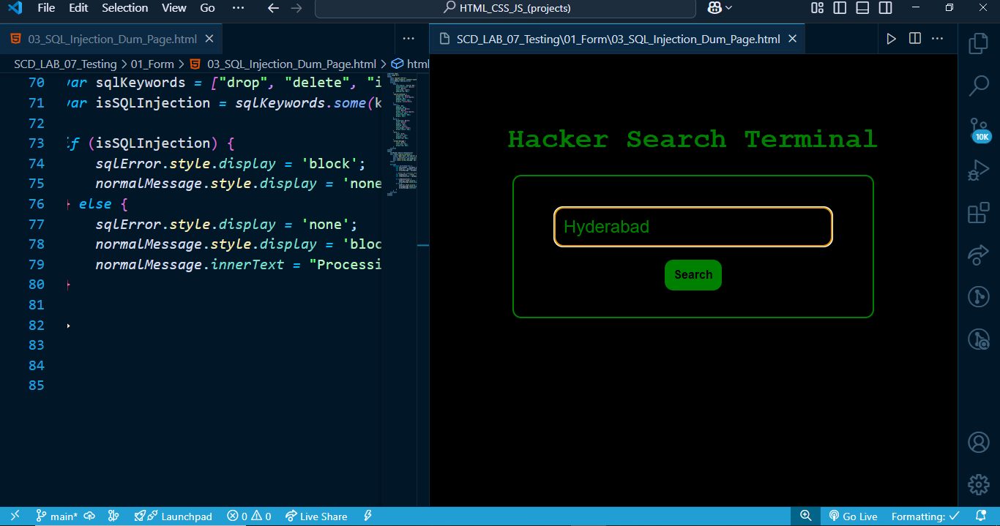 File Edit Selection View Go ··· HTML_CSS_JS_(projects)
03_SQL_Injection_Dum_Page.html
SCD_LAB_07_Testing > 01_Form > 03_SQL_Injection_Dum_Page.html > html
70 var sqlKeywords = ["drop", "delete", "i
71 var isSQLInjection = sqlKeywords.some(k
72
73 if (isSQLInjection) {
74 sqlError.style.display = 'block';
75 normalMessage.style.display = 'none
76 } else {
77 sqlError.style.display = 'none';
78 normalMessage.style.display = 'bloc
79 normalMessage.innerText = "Processi
80 }
81
82
83
84
85
SCD_LAB_07_Testing\01_Form\03_SQL_Injection_Dum_Page.html
Hacker Search Terminal
Hyderabad
Search
10K
main* Launchpad 0 0 Live Share Go Live Formatting: ✓